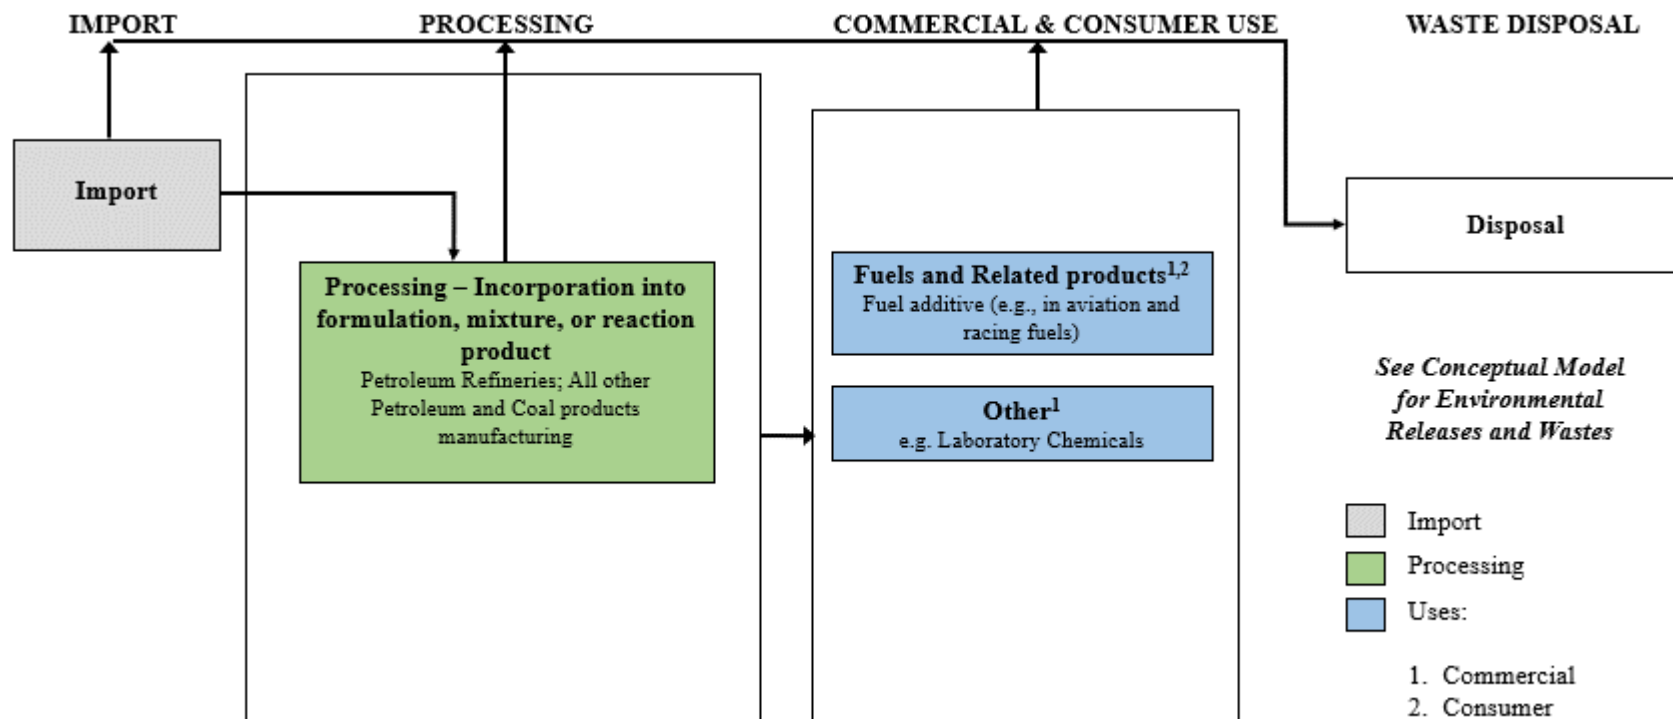 IMPORT
PROCESSING
COMMERCIAL & CONSUMER USE
WASTE DISPOSAL
Import
Processing – Incorporation into
formulation, mixture, or reaction
product
Petroleum Refineries; All other
Petroleum and Coal products
manufacturing
Fuels and Related products1,2
Fuel additive (e.g., in aviation and
racing fuels)
Other1
e.g. Laboratory Chemicals
Disposal
See Conceptual Model
for Environmental
Releases and Wastes
Import
Processing
Uses:
1. Commercial
2. Consumer